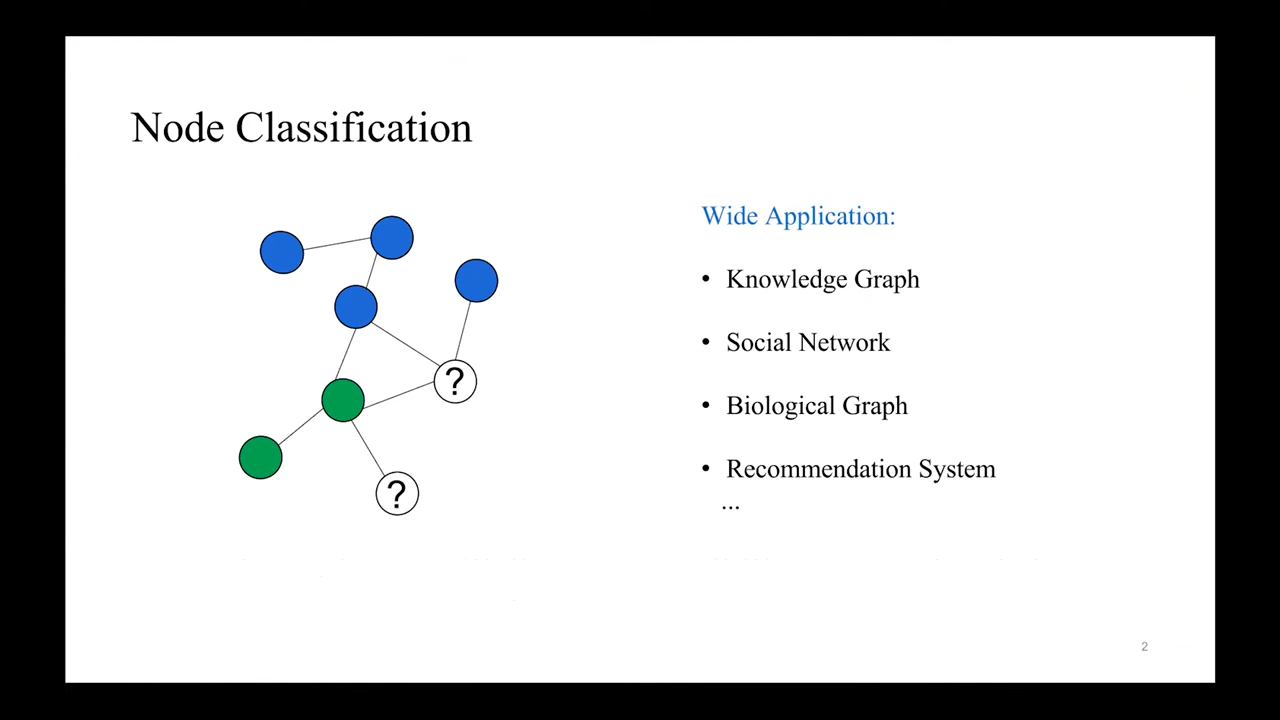 Node Classification
Wide Application:
• Knowledge Graph
• Social Network
• Biological Graph
• Recommendation System
...
?
?
2